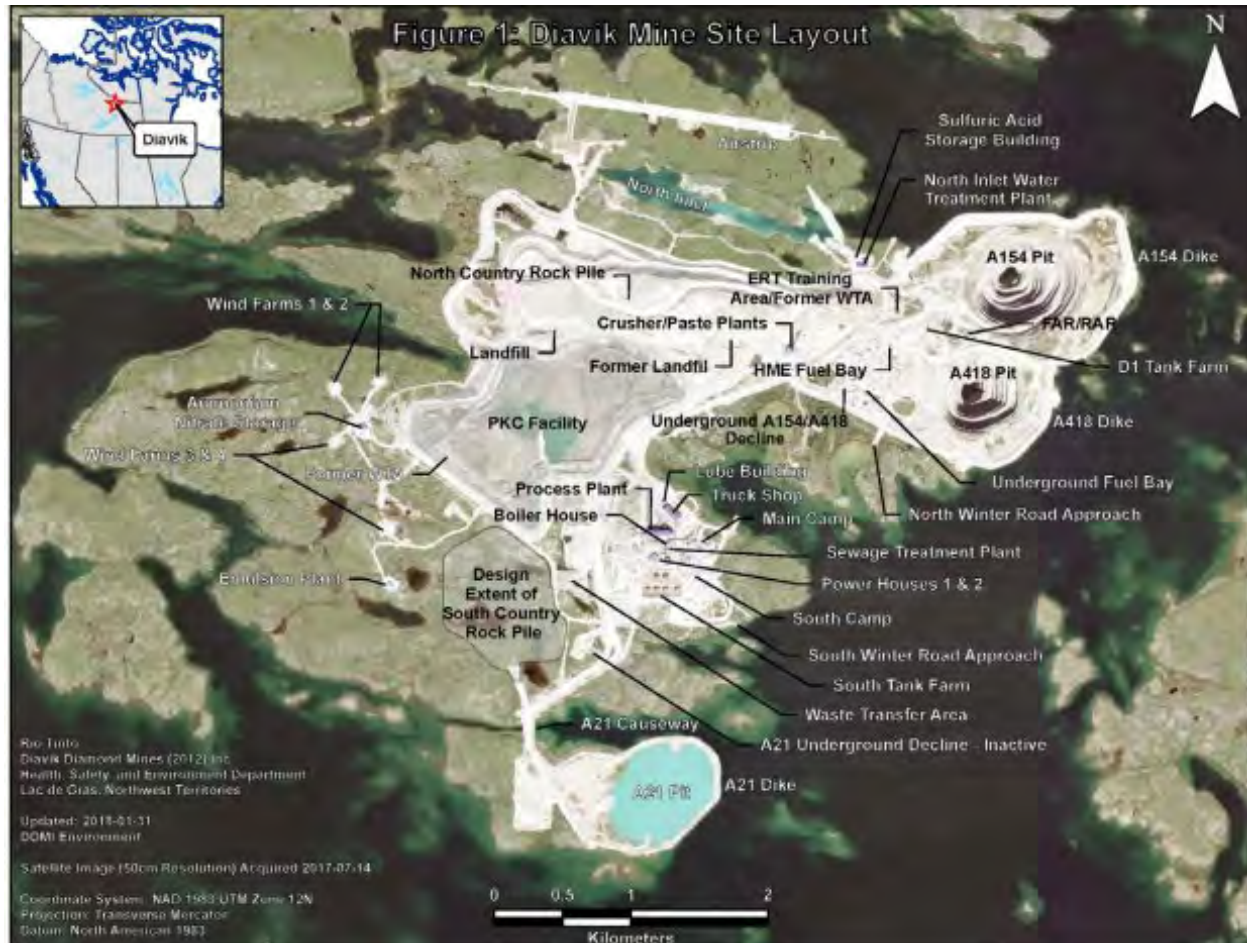 Figure 1: Diavik Mine Site Layout
N
Diavik
Sulfuric Acid
Storage Building
Airstrip
North Inlet
North Inlet Water
Treatment Plant
A154 Pit
A154 Dike
North Country Rock Pile
ERT Training
Area/Former WTA
Wind Farms 1 & 2
Crusher/Paste Plants
FAR/RAR
Landfill
Former Landfil
HME Fuel Bay
D1 Tank Farm
A418 Pit
Ammonium
Nitrate Storage
PKC Facility
Underground A154/A418
Decline
A418 Dike
Wind Farms 3 & 4
Former WTA
Lube Building
Underground Fuel Bay
Process Plant
Truck Shop
Boiler House
Main Camp
North Winter Road Approach
Sewage Treatment Plant
Emulsion Plant
Design
Extent of
South Country
Rock Pile
Power Houses 1 & 2
South Camp
South Winter Road Approach
South Tank Farm
Waste Transfer Area
A21 Causeway
A21 Underground Decline - Inactive
A21 Pit
A21 Dike
Rio Tinto
Diavik Diamond Mines (2012) Inc
Health, Safety, and Environment Department
Lac de Gras, Northwest Territories
Updated: 2018-01-31
DDMI Environment
Satellite Image (50cm Resolution) Acquired 2017-07-14
Coordinate System: NAD 1983 UTM Zone 12N
Projection: Transverse Mercator
Datum: North American 1983
0 0.5 1 2
Kilometers